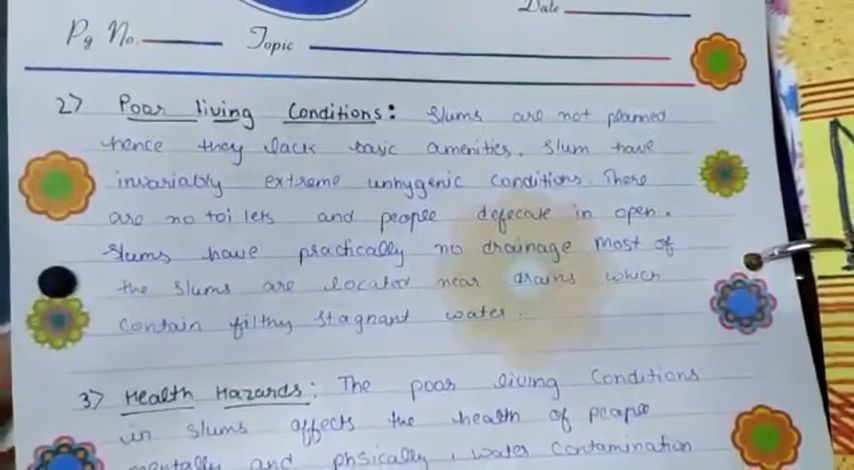 Date
Pg No. Topic
2> Poor living Conditions: Slums are not planned
hence they lack basic amenities. Slum have
invariably extreme unhygenic conditions. There
are no toilets and people defecate in open.
Slums have practically no drainage most of
the slums are located near drains which
contain filthy stagnant water.
3> Health Hazards: The poor living Conditions
in slums affects the health of people
mentally and phsically, water contamination